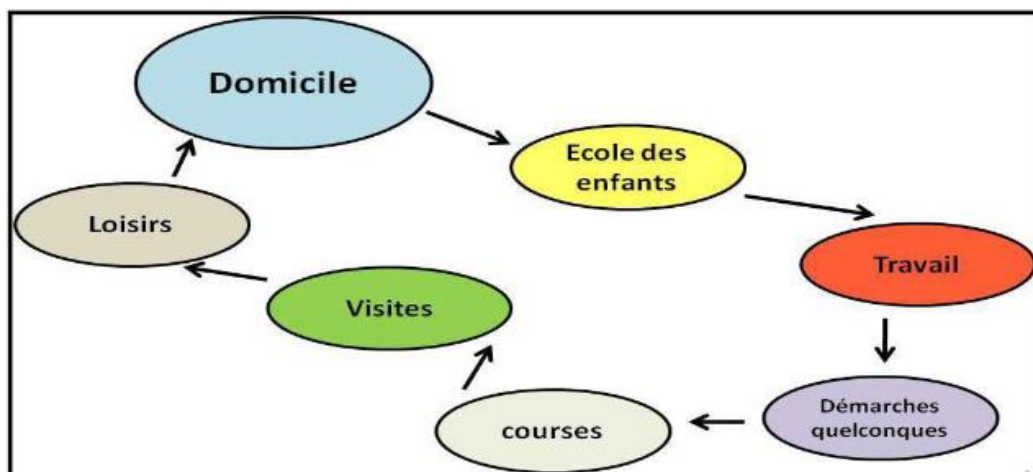 Domicile
Ecole des
enfants
Travail
Démarches
quelconques
courses
Visites
Loisirs